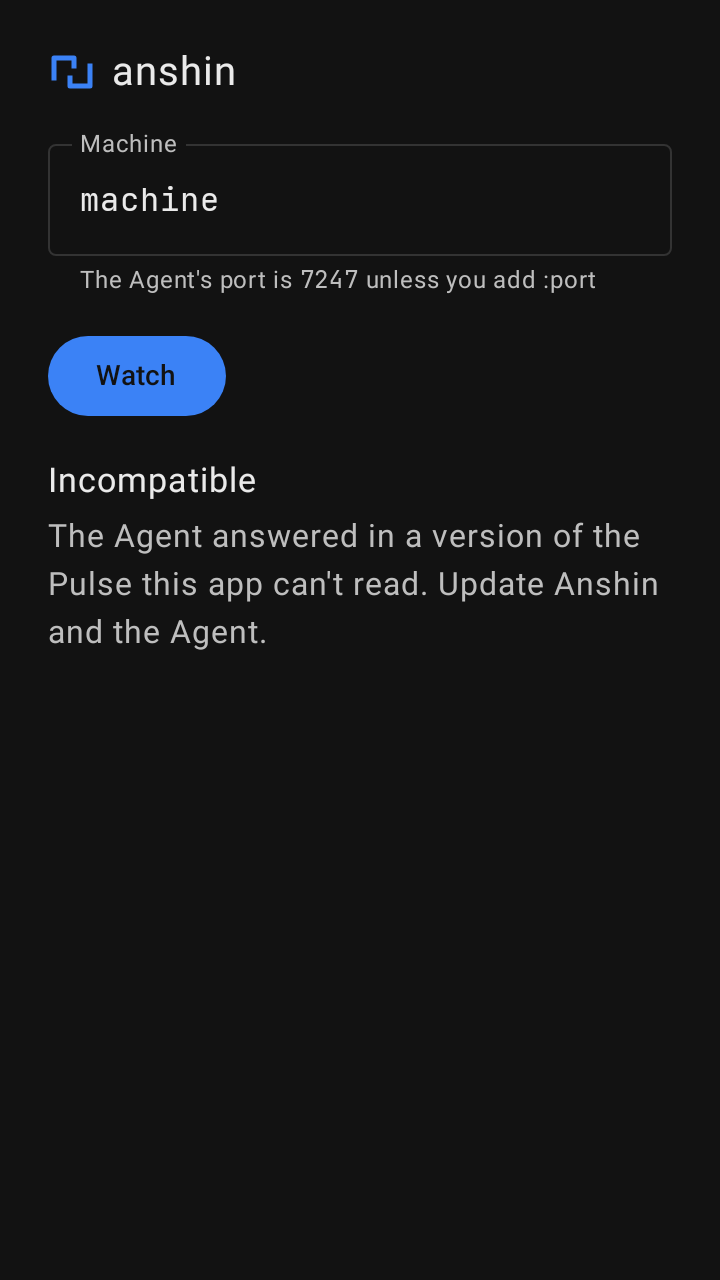 anshin
Machine
machine
The Agent's port is 7247 unless you add :port
Watch
Incompatible
The Agent answered in a version of the
Pulse this app can't read. Update Anshin
and the Agent.